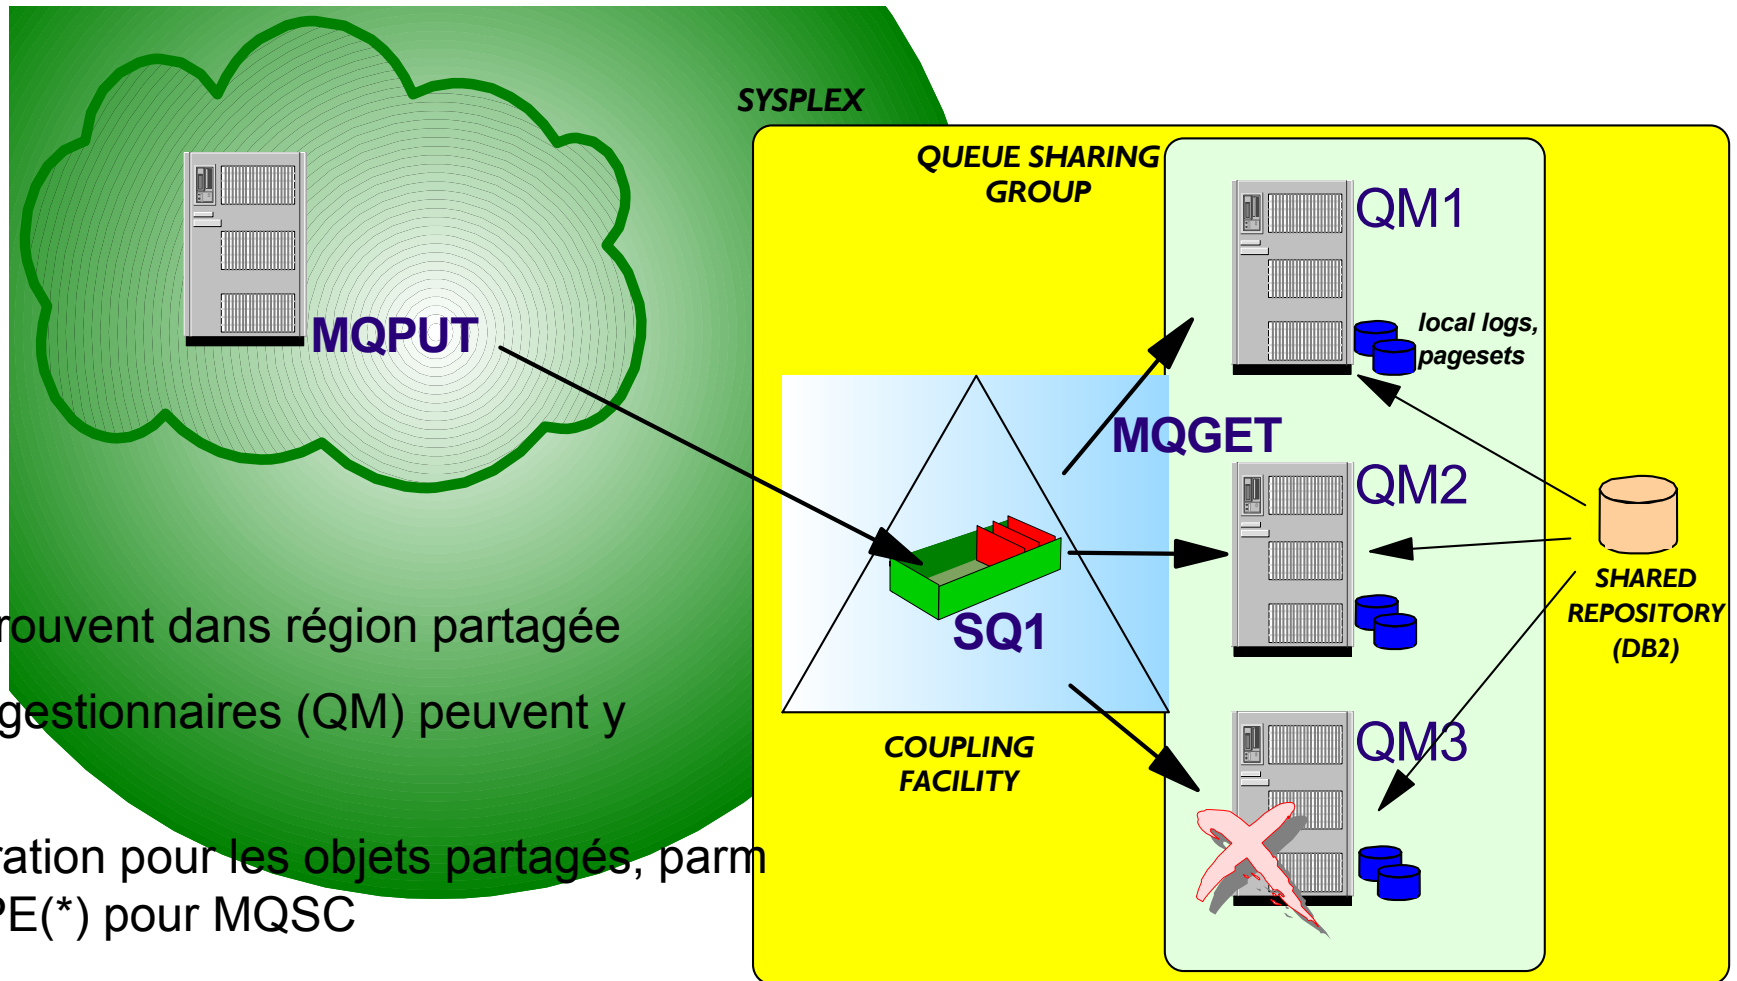 SYSPLEX
QUEUE SHARING
GROUP
QM1
MQPUT
local logs,
pagesets
MQGET
QM2
SHARED
REPOSITORY
(DB2)
SQ1
rouvent dans région partagée
gestionnaires (QM) peuvent y
COUPLING
FACILITY
QM3
ration pour les objets partagés, parm
PE(*) pour MQSC